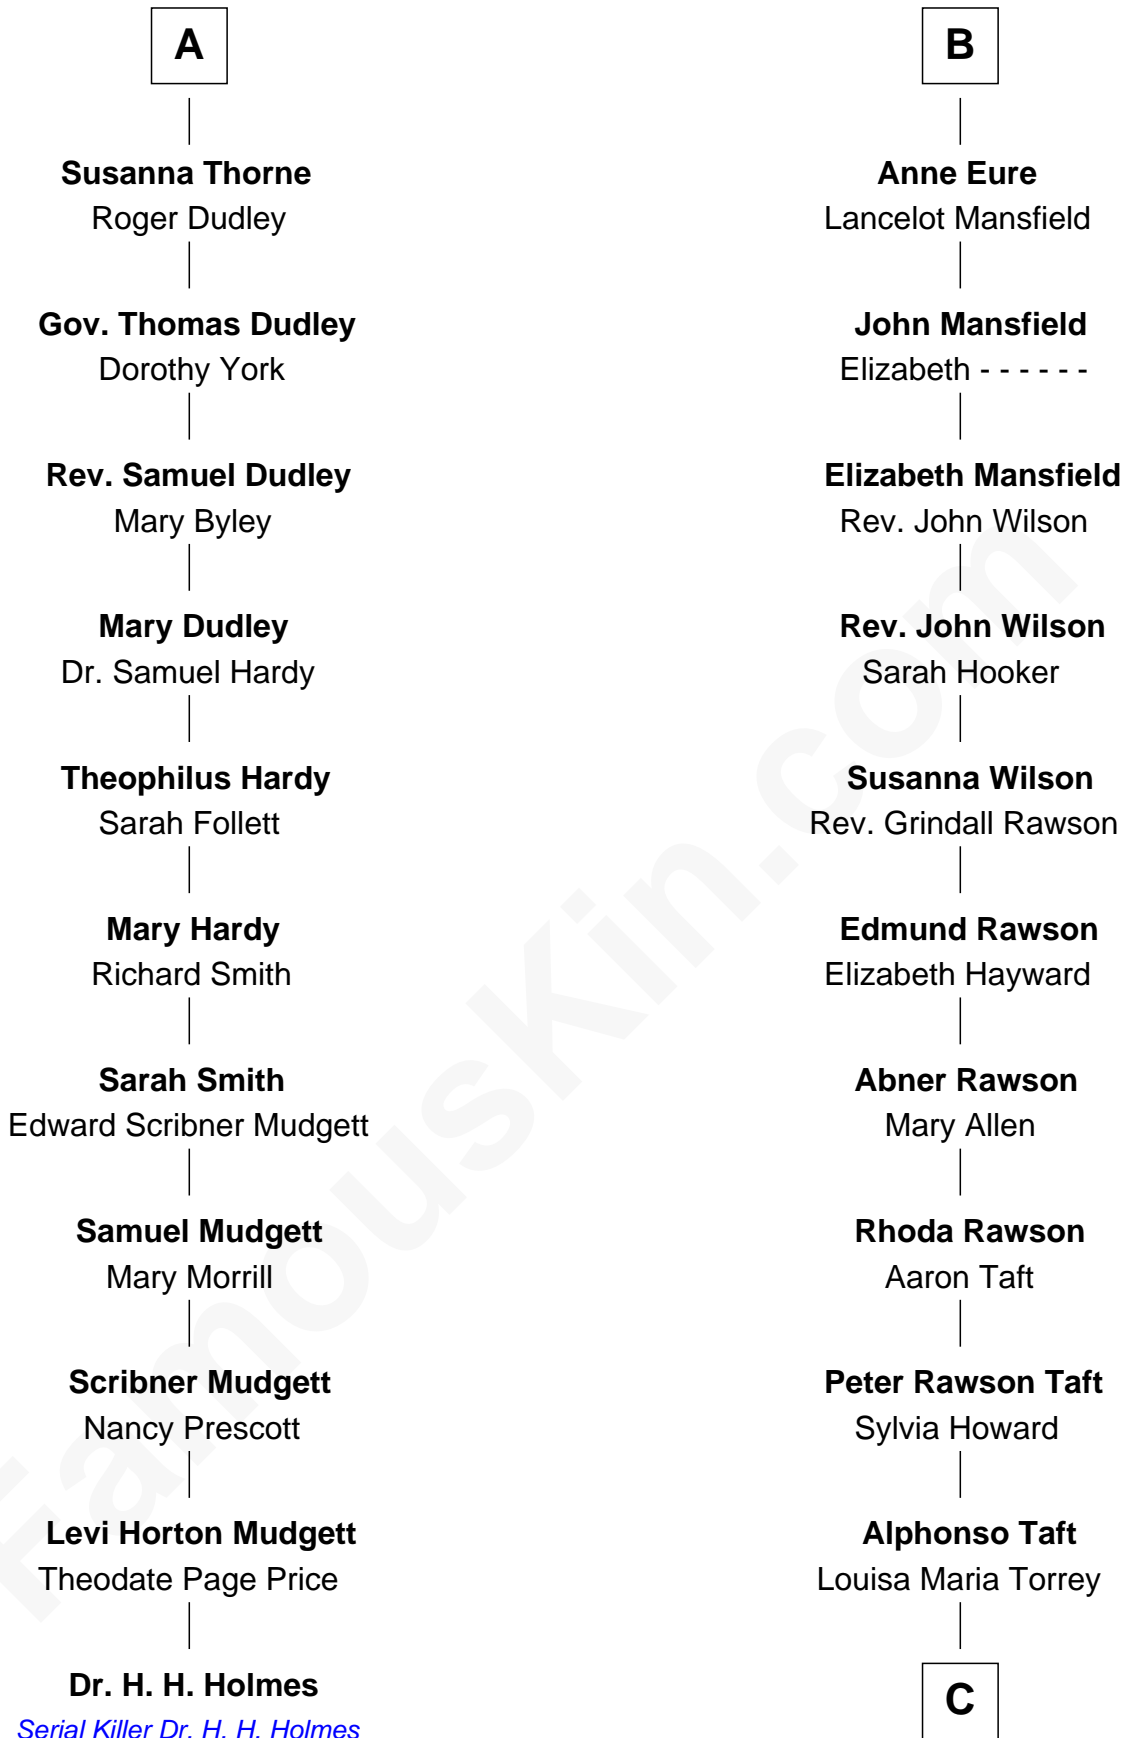 A
Susanna Thorne
Roger Dudley
Gov. Thomas Dudley
Dorothy York
Rev. Samuel Dudley
Mary Byley
Mary Dudley
Dr. Samuel Hardy
Theophilus Hardy
Sarah Follett
Mary Hardy
Richard Smith
Sarah Smith
Edward Scribner Mudgett
Samuel Mudgett
Mary Morrill
Scribner Mudgett
Nancy Prescott
Levi Horton Mudgett
Theodate Page Price
Dr. H. H. Holmes
Serial Killer Dr. H. H. Holmes
B
Anne Eure
Lancelot Mansfield
John Mansfield
Elizabeth - - - - - -
Elizabeth Mansfield
Rev. John Wilson
Rev. John Wilson
Sarah Hooker
Susanna Wilson
Rev. Grindall Rawson
Edmund Rawson
Elizabeth Hayward
Abner Rawson
Mary Allen
Rhoda Rawson
Aaron Taft
Peter Rawson Taft
Sylvia Howard
Alphonso Taft
Louisa Maria Torrey
C
FamousKin.com